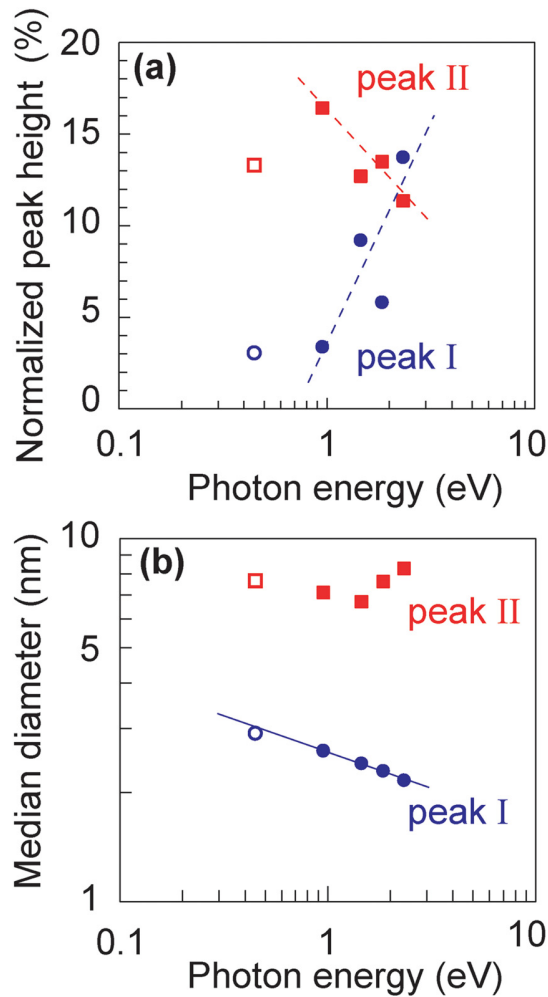 Normalized peak height (%)
20
15
10
5
0
(a)
peak II
peak I
0.1
1
10
Photon energy (eV)
Median diameter (nm)
10
5
1
(b)
peak II
peak I
0.1
1
10
Photon energy (eV)